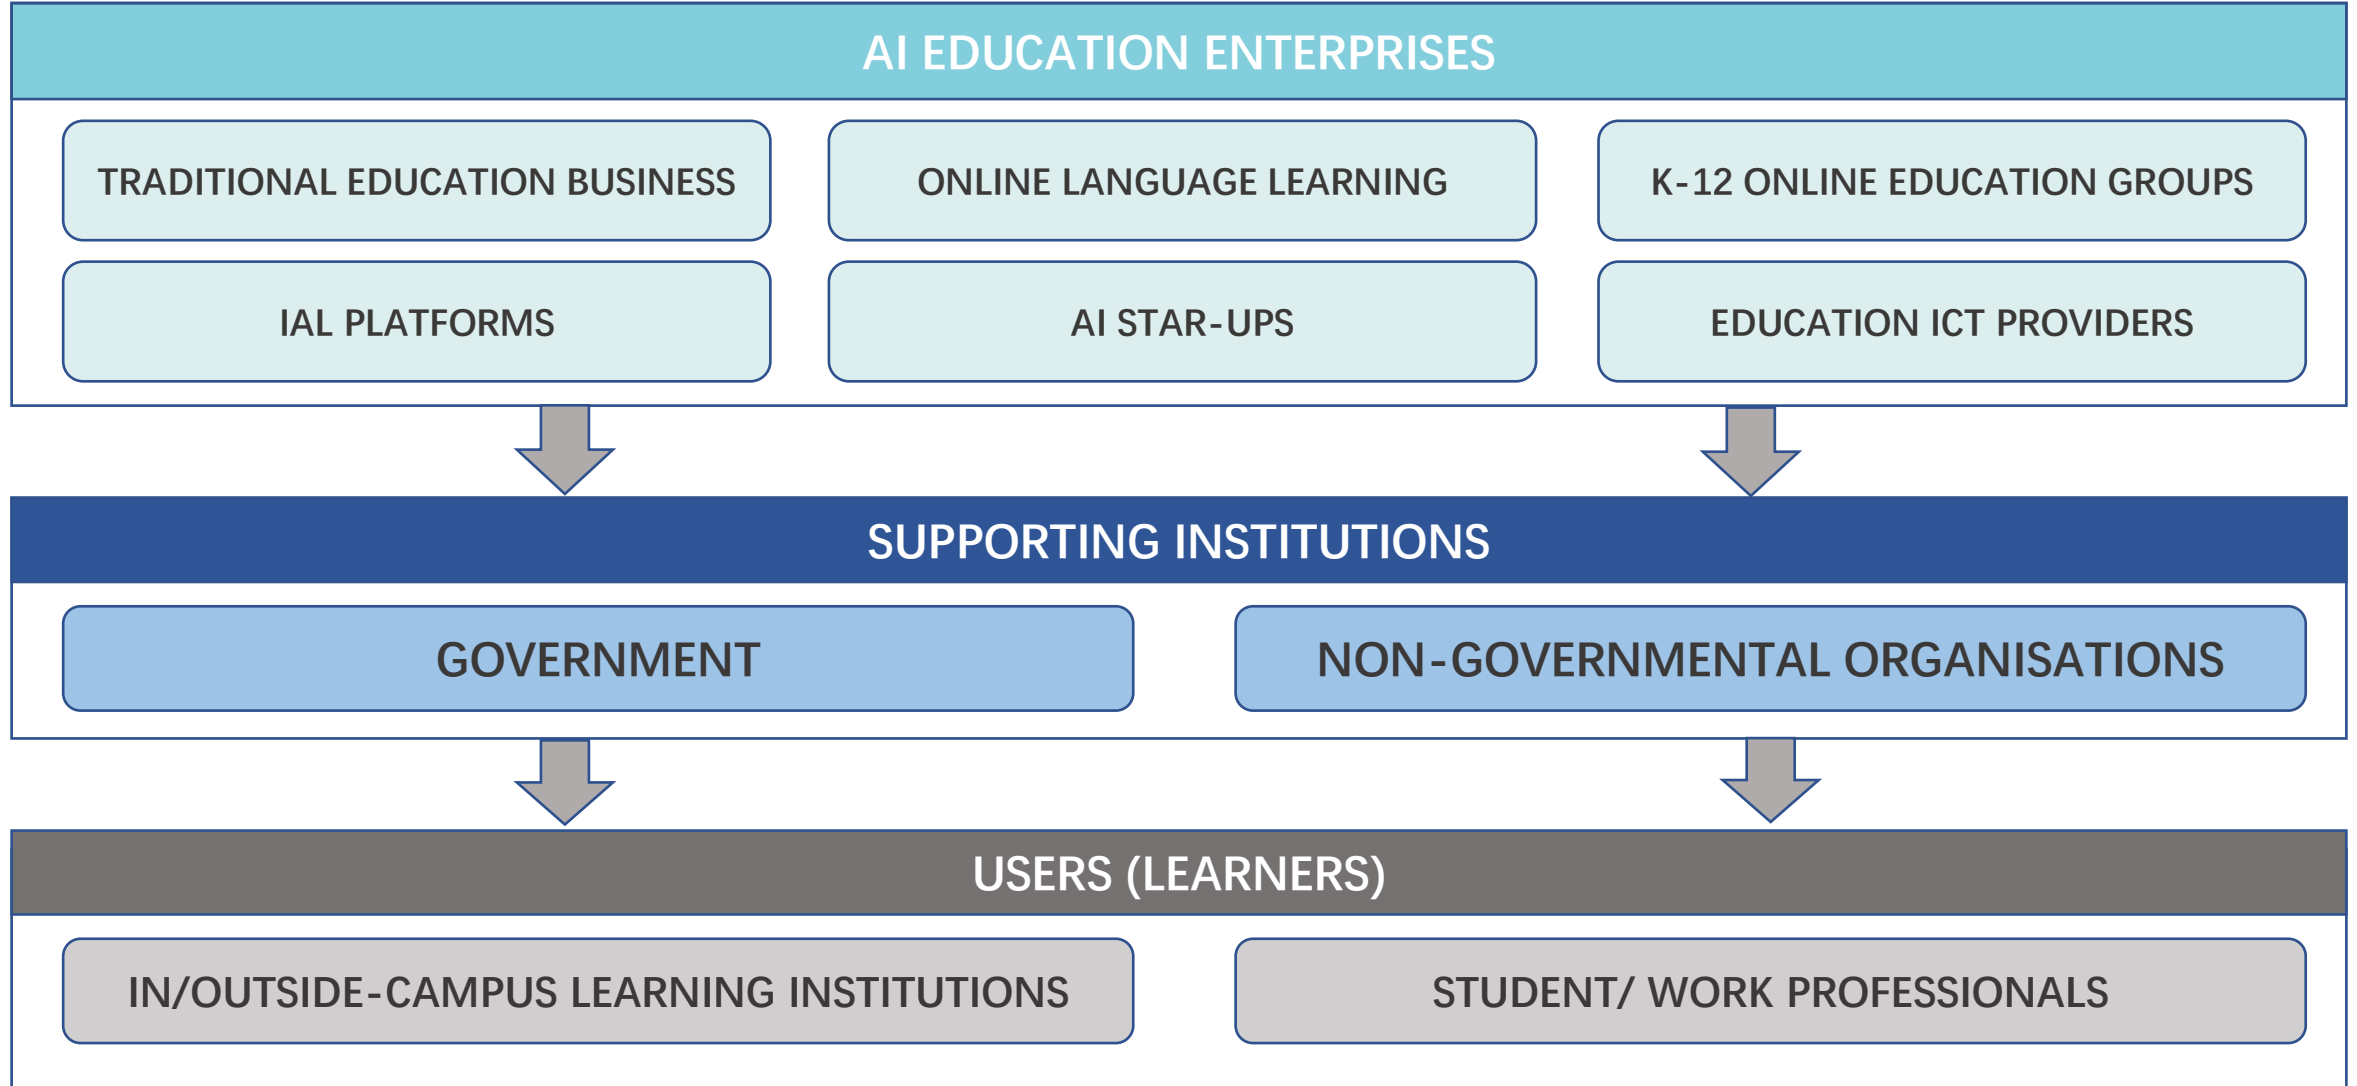 AI EDUCATION ENTERPRISES
TRADITIONAL EDUCATION BUSINESS
ONLINE LANGUAGE LEARNING
K-12 ONLINE EDUCATION GROUPS
IAL PLATFORMS
AI STAR-UPS
EDUCATION ICT PROVIDERS
SUPPORTING INSTITUTIONS
GOVERNMENT
NON-GOVERNMENTAL ORGANISATIONS
USERS (LEARNERS)
IN/OUTSIDE-CAMPUS LEARNING INSTITUTIONS
STUDENT/ WORK PROFESSIONALS